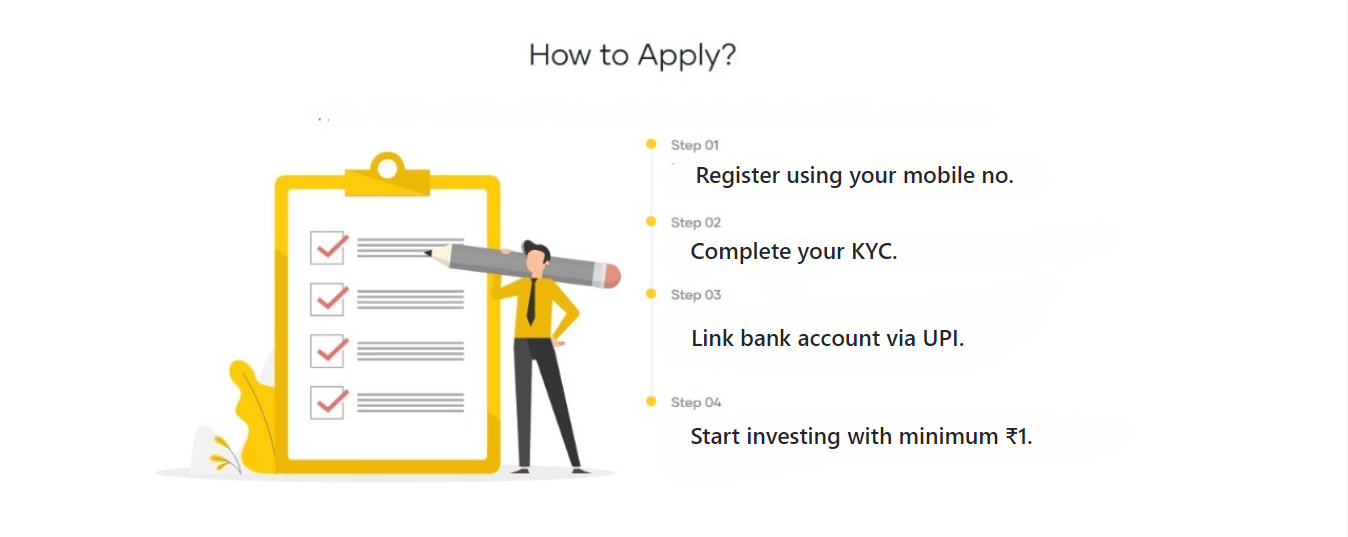 How to Apply?
Step 01
Register using your mobile no.
Step 02
Complete your KYC.
Step 03
Link bank account via UPI.
Step 04
Start investing with minimum ₹1.